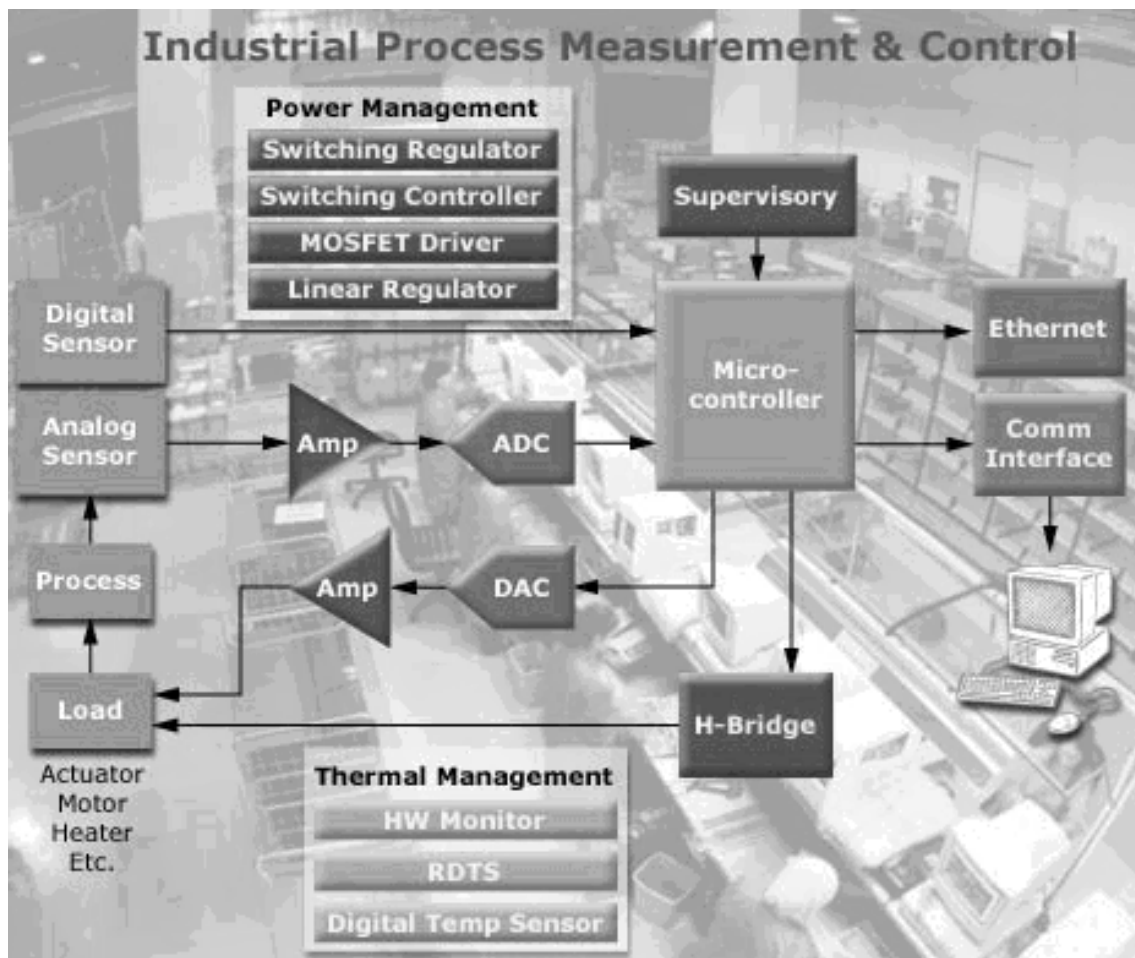 Industrial Process Measurement & Control
Power Management
Switching Regulator
Switching Controller
MOSFET Driver
Linear Regulator
Supervisory
Digital
Sensor
Micro-
controller
Ethernet
Analog
Sensor
Amp
ADC
Comm
Interface
Process
Amp
DAC
Load
H-Bridge
Actuator
Motor
Heater
Etc.
Thermal Management
HW Monitor
RDTS
Digital Temp Sensor